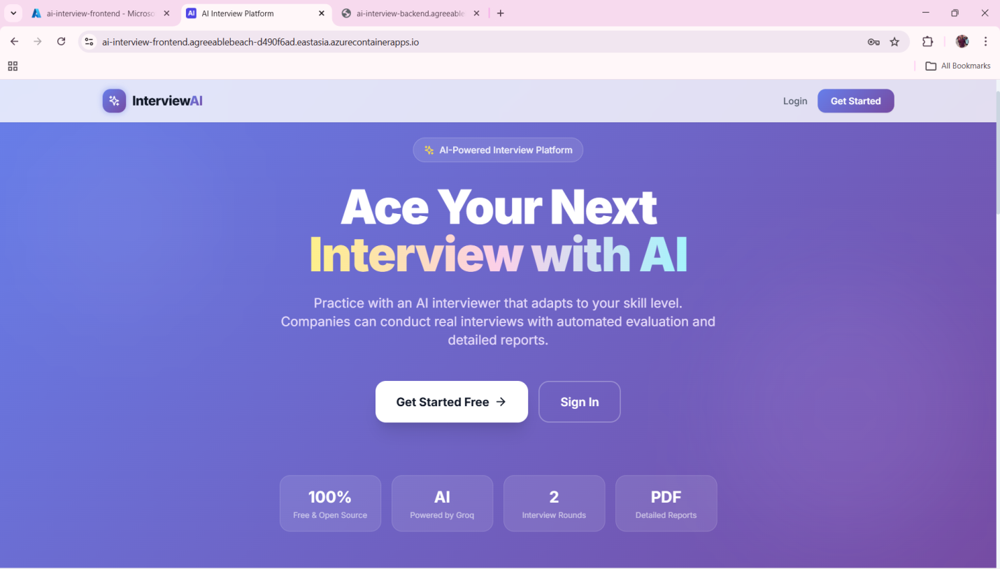 ai-interview-frontend - Microso
AI Interview Platform
ai-interview-backend.agreeable
ai-interview-frontend.agreeablebeach-d490f6ad.eastasia.azurecontainerapps.io
All Bookmarks
InterviewAI
Login
Get Started
AI-Powered Interview Platform
Ace Your Next
Interview with AI
Practice with an AI interviewer that adapts to your skill level.
Companies can conduct real interviews with automated evaluation and
detailed reports.
Get Started Free
Sign In
100%
Free & Open Source
AI
Powered by Groq
2
Interview Rounds
PDF
Detailed Reports